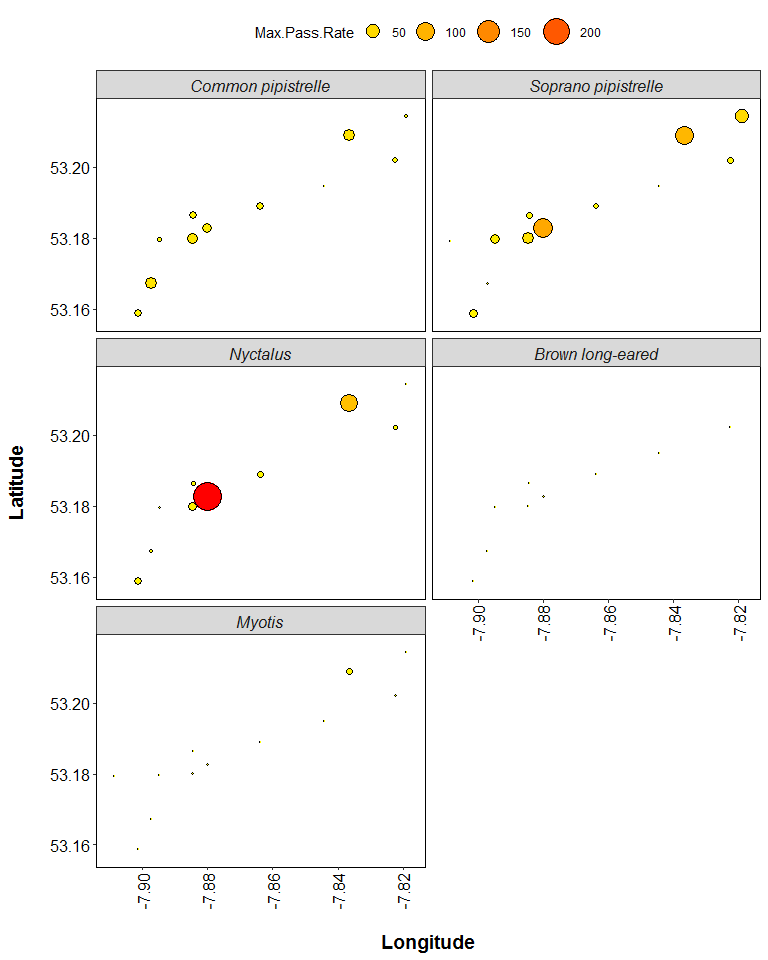 Max.Pass.Rate 50 100 150 200
Common pipistrelle Soprano pipistrelle
53.20
53.18
53.16
Nyctalus Brown long-eared
53.20
53.18
53.16
-7.90 -7.88 -7.86 -7.84 -7.82
Myotis
53.20
53.18
53.16
-7.90 -7.88 -7.86 -7.84 -7.82
Latitude
Longitude